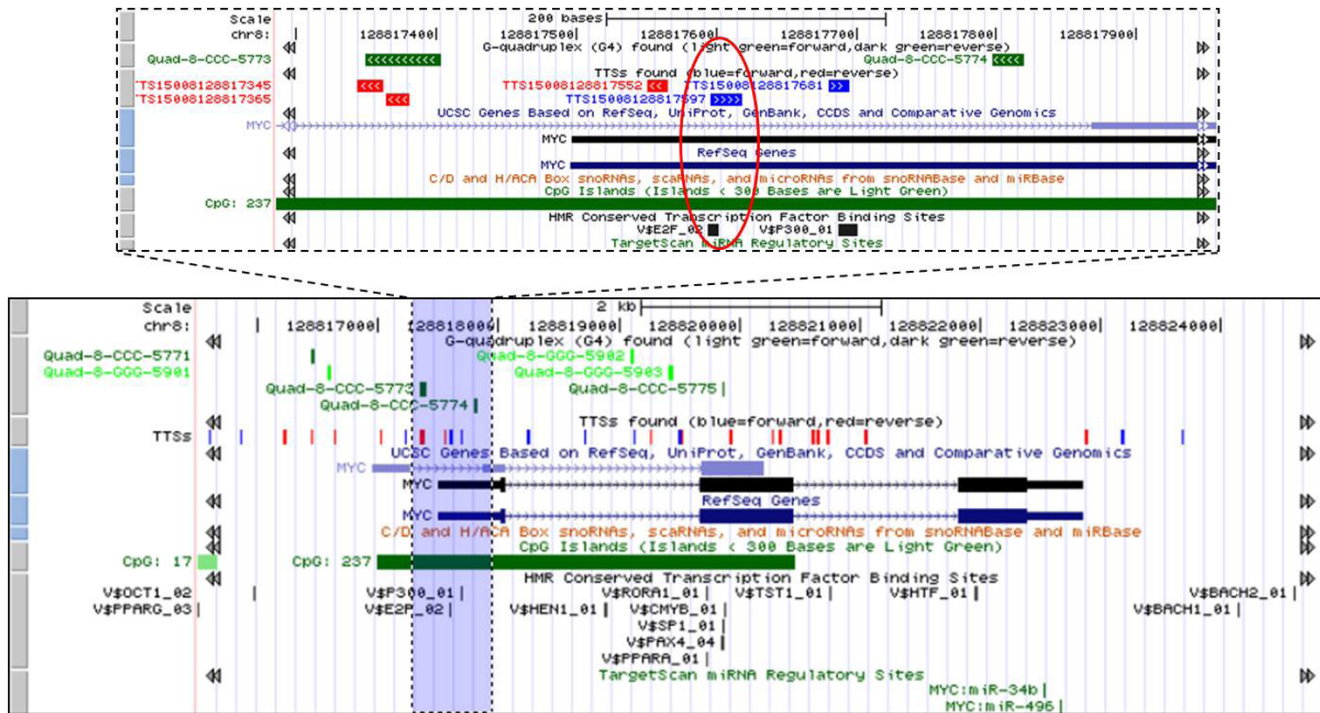 Scale 200 bases
chr8: 128817400| 128817500| 128817600| 128817700| 128817800| 128817900|
G-quadruplex (G4) found (light green=forward,dark green=reverse)
Quad-8-CCC-5773 Quad-8-CCC-5774
TTSs found (blue=forward,red=reverse)
TTS15008128817345 TTS15008128817552 TTS15008128817681
TTS15008128817365 TTS15008128817597
UCSC Genes Based on RefSeq, UniProt, GenBank, CCDS and Comparative Genomics
MYC
MYC
RefSeq Genes
MYC
C/D and H/ACA Box snoRNAs, scaRNAs, and microRNAs from snoRNABase and miRBase
CpG Islands (Islands < 300 Bases are Light Green)
CpG: 237
HMR Conserved Transcription Factor Binding Sites
V$E2F_02 V$P300_01
TargetScan miRNA Regulatory Sites
Scale 2 kb
chr8: 128817000| 128818000| 128819000| 128820000| 128821000| 128822000| 128823000| 128824000|
G-quadruplex (G4) found (light green=forward,dark green=reverse)
Quad-8-CCC-5771 Quad-8-GGG-5902
Quad-8-GGG-5901 Quad-8-GGG-5903
Quad-8-CCC-5773 Quad-8-CCC-5775
Quad-8-CCC-5774
TTSs found (blue=forward,red=reverse)
TTSs
UCSC Genes Based on RefSeq, UniProt, GenBank, CCDS and Comparative Genomics
MYC
MYC
RefSeq Genes
MYC
C/D and H/ACA Box snoRNAs, scaRNAs, and microRNAs from snoRNABase and miRBase
CpG Islands (Islands < 300 Bases are Light Green)
CpG: 17 CpG: 237
HMR Conserved Transcription Factor Binding Sites
V$OCT1_02 V$P300_01 V$RORA1_01 V$TST1_01 V$HTF_01 V$BACH2_01
V$PPARG_03 V$E2F_02 V$HEN1_01 V$CMYB_01 V$BACH1_01
V$SP1_01
V$PAX4_04
V$PPARA_01
TargetScan miRNA Regulatory Sites
MYC:miR-34b
MYC:miR-496